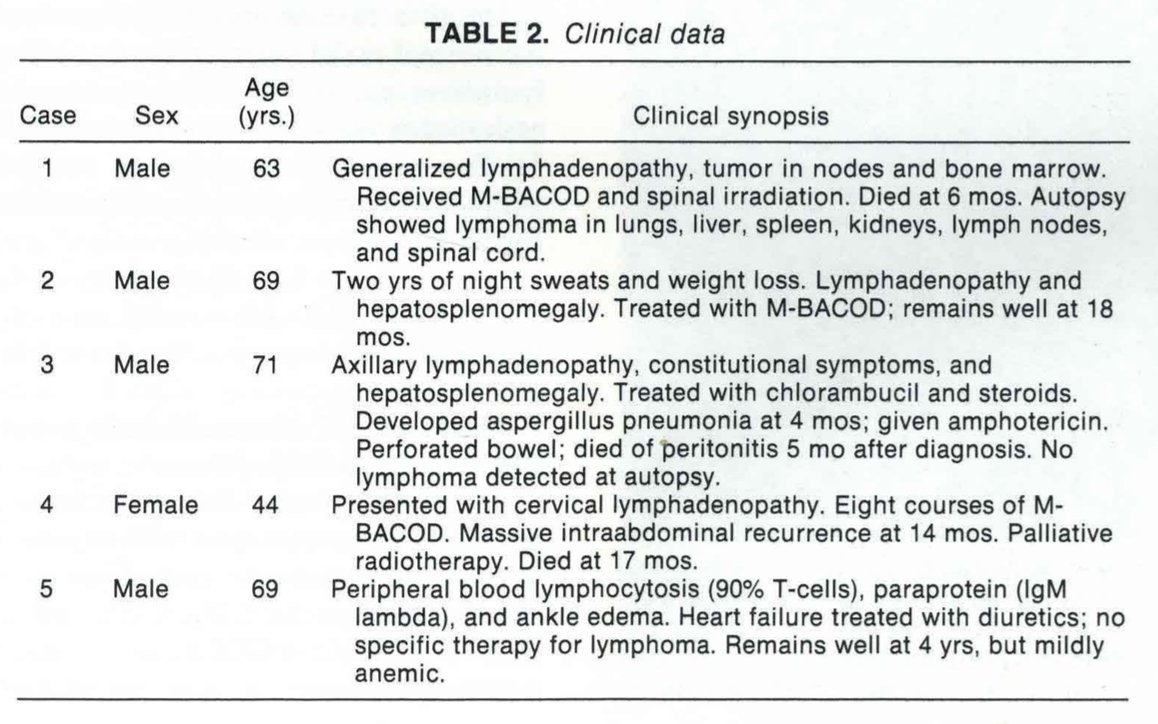 TABLE 2. Clinical data
Case Sex Age (yrs.) Clinical synopsis
1 Male 63 Generalized lymphadenopathy, tumor in nodes and bone marrow.
Received M-BACOD and spinal irradiation. Died at 6 mos. Autopsy
showed lymphoma in lungs, liver, spleen, kidneys, lymph nodes,
and spinal cord.
2 Male 69 Two yrs of night sweats and weight loss. Lymphadenopathy and
hepatosplenomegaly. Treated with M-BACOD; remains well at 18
mos.
3 Male 71 Axillary lymphadenopathy, constitutional symptoms, and
hepatosplenomegaly. Treated with chlorambucil and steroids.
Developed aspergillus pneumonia at 4 mos; given amphotericin.
Perforated bowel; died of peritonitis 5 mo after diagnosis. No
lymphoma detected at autopsy.
4 Female 44 Presented with cervical lymphadenopathy. Eight courses of M-
BACOD. Massive intraabdominal recurrence at 14 mos. Palliative
radiotherapy. Died at 17 mos.
5 Male 69 Peripheral blood lymphocytosis (90% T-cells), paraprotein (IgM
lambda), and ankle edema. Heart failure treated with diuretics; no
specific therapy for lymphoma. Remains well at 4 yrs, but mildly
anemic.